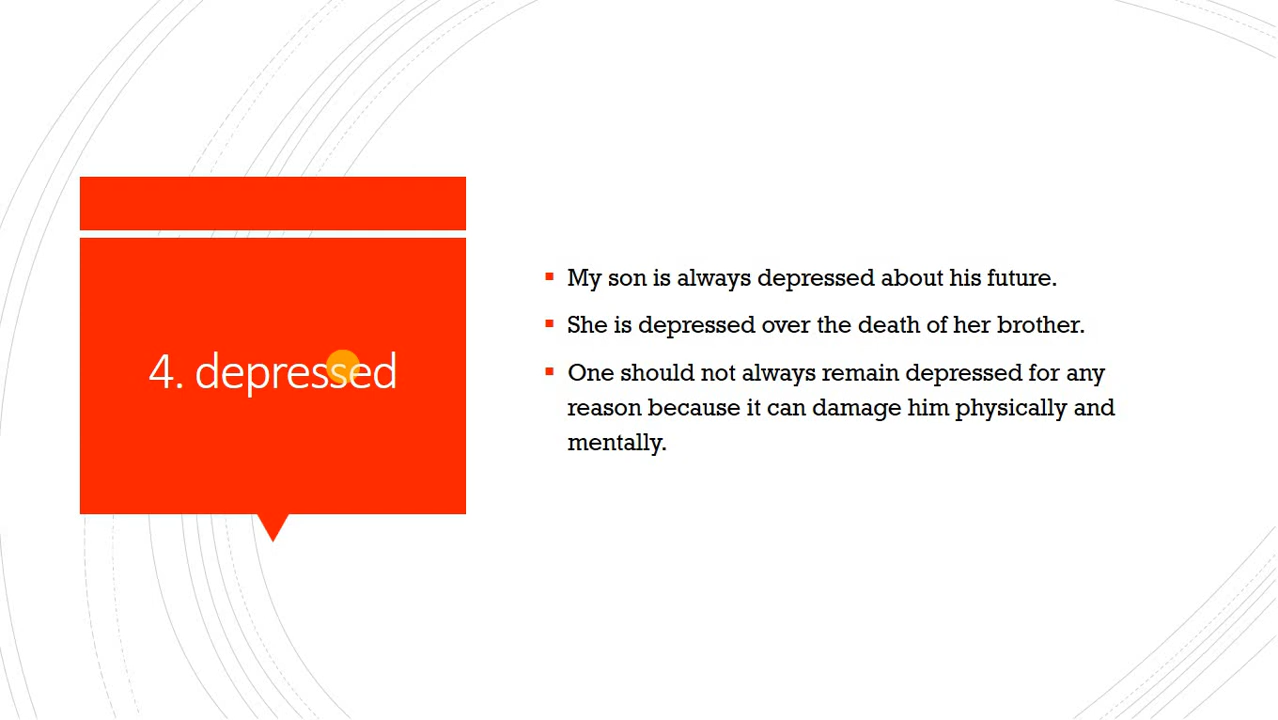 4. depressed
My son is always depressed about his future.
She is depressed over the death of her brother.
One should not always remain depressed for any
reason because it can damage him physically and
mentally.